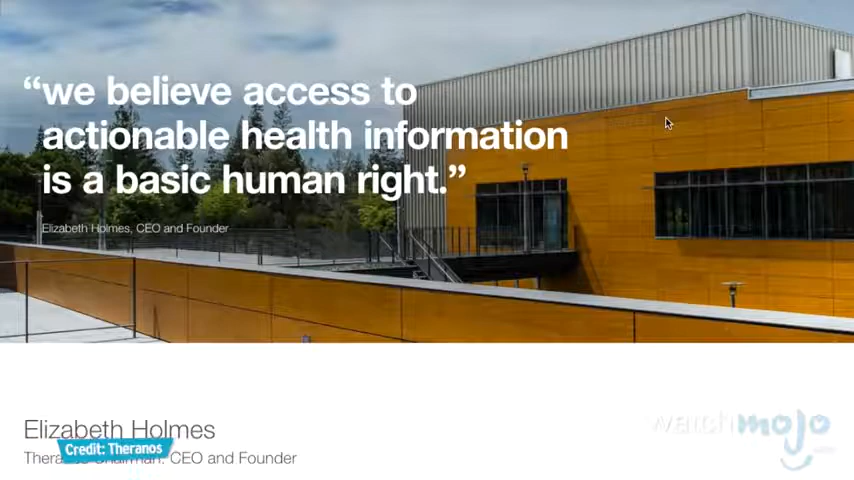 “we believe access to
actionable health information
is a basic human right.”
Elizabeth Holmes, CEO and Founder
Elizabeth Holmes
Credit: Theranos
Chairman, CEO and Founder
watchmojo